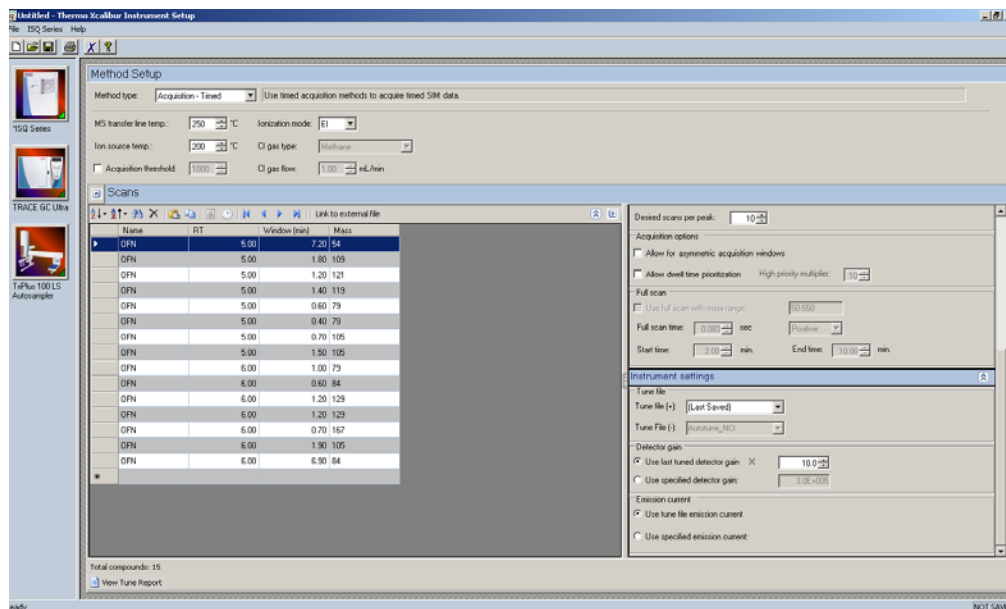 Untitled - Thermo Xcalibur Instrument Setup
File ISQ Series Help
Method Setup
Method type: Acquisition - Timed Use timed acquisition methods to acquire timed SIM data.
MS transfer line temp.: 250 °C Ionization mode: EI
Ion source temp.: 200 °C CI gas type: Methane
Acquisition threshold: 1000 CI gas flow: 1.00 mL/min
ISQ Series
TRACE GC Ultra
TriPlus 100 LS
Autosampler
Scans
Link to external file
Name RT Window (min) Mass
OFN 5.00 7.20 54
OFN 5.00 1.80 109
OFN 5.00 1.20 121
OFN 5.00 1.40 119
OFN 5.00 0.60 79
OFN 5.00 0.40 79
OFN 5.00 0.70 105
OFN 5.00 1.50 105
OFN 6.00 1.00 79
OFN 6.00 0.60 84
OFN 6.00 1.20 129
OFN 6.00 1.20 129
OFN 6.00 0.70 167
OFN 6.00 1.90 105
OFN 6.00 6.90 84
Desired scans per peak: 10
Acquisition options
Allow for asymmetric acquisition windows
Allow dwell time prioritization High priority multiplier: 10
Full scan
Use full scan with mass range: 50-550
Full scan time: 0.003 sec Positive
Start time: 2.00 min. End time: 10.00 min.
Instrument settings
Tune file
Tune file (+): (Last Saved)
Tune File (-): Autotune_NCI
Detector gain
Use last tuned detector gain X 10.0
Use specified detector gain: 3.0E+005
Emission current
Use tune file emission current
Use specified emission current:
Total compounds: 15
View Tune Report
eady
NOT SAV